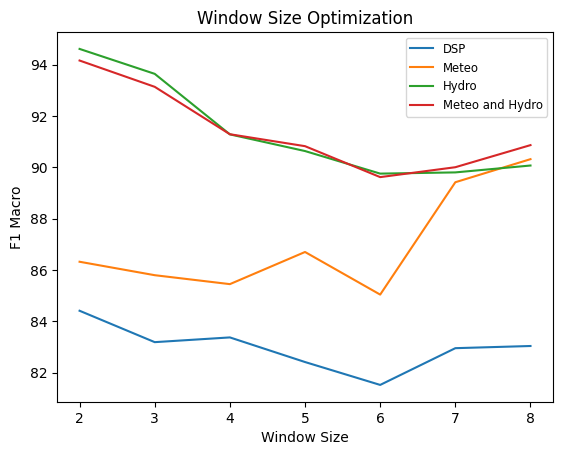 Window Size Optimization
DSP
Meteo
Hydro
Meteo and Hydro
F1 Macro
94
92
90
88
86
84
82
2 3 4 5 6 7 8
Window Size